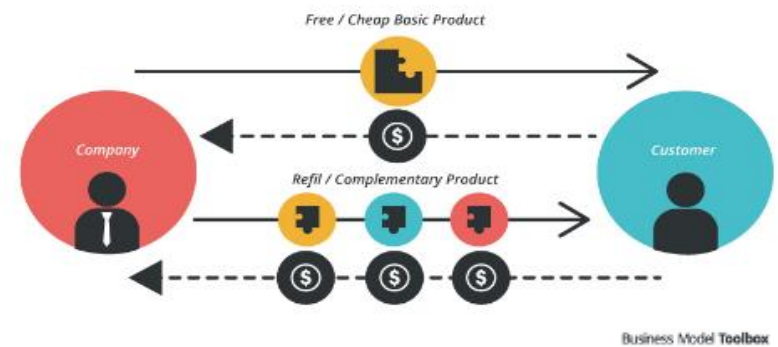 Free / Cheap Basic Product
$
Company
Customer
Refil / Complementary Product
$ $ $
Business Model Toolbox